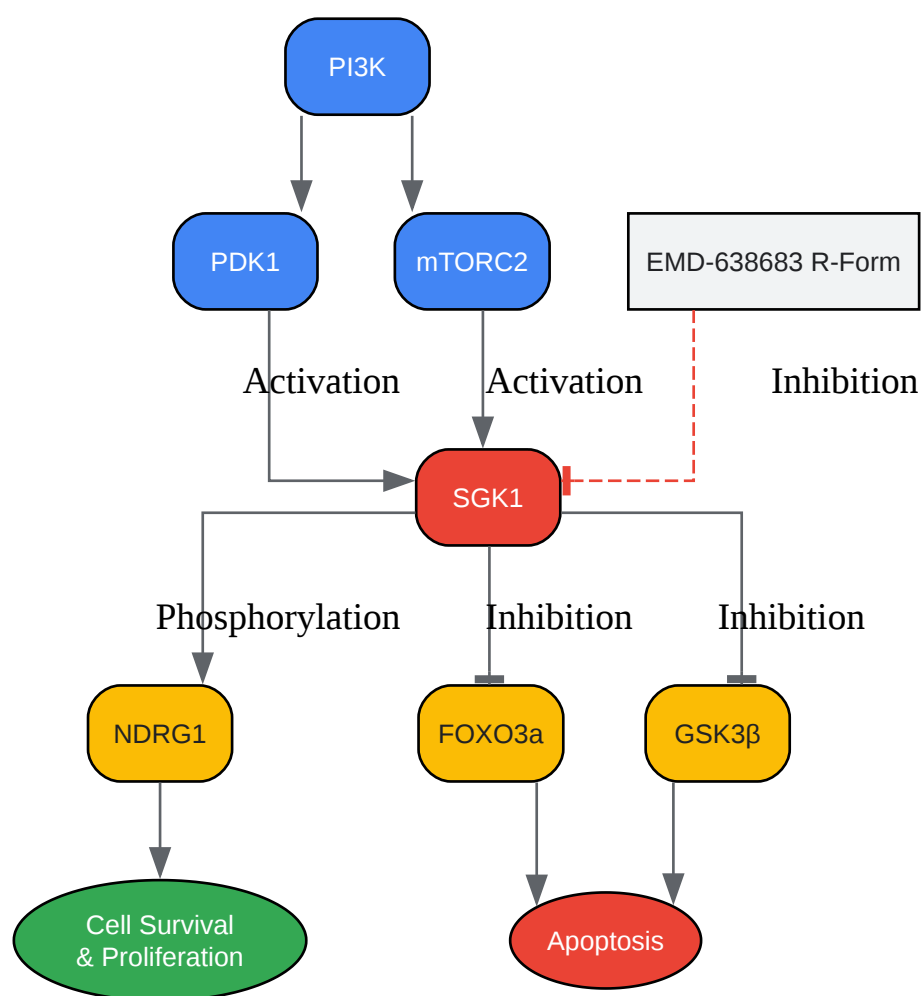 PI3K
PDK1
mTORC2
EMD-638683 R-Form
Activation
Activation
Inhibition
SGK1
Phosphorylation
Inhibition
Inhibition
NDRG1
FOXO3a
GSK3β
Cell Survival
& Proliferation
Apoptosis